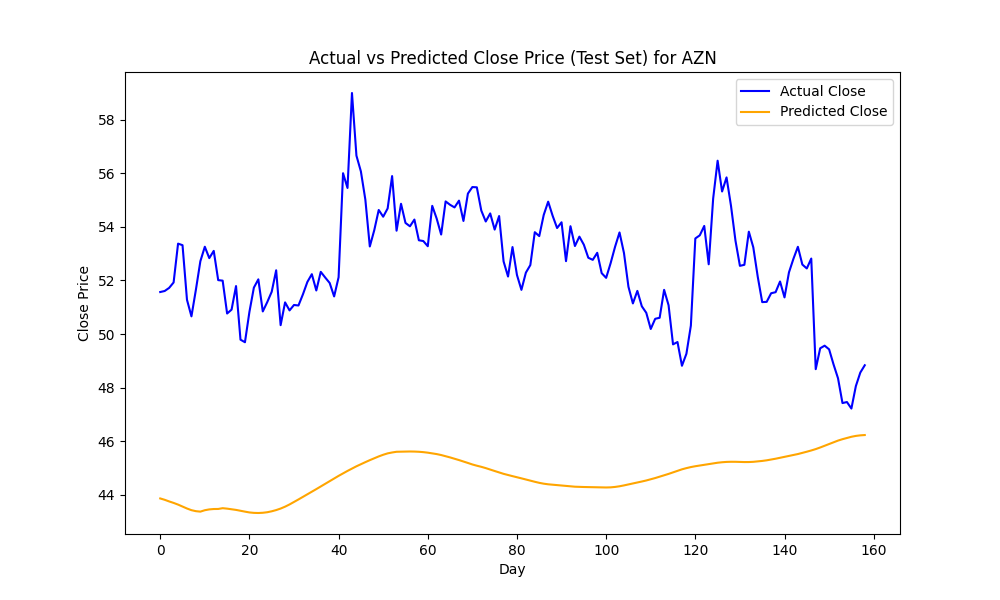 Actual vs Predicted Close Price (Test Set) for AZN
Actual Close
Predicted Close
Close Price
58
56
54
52
50
48
46
44
0 20 40 60 80 100 120 140 160
Day